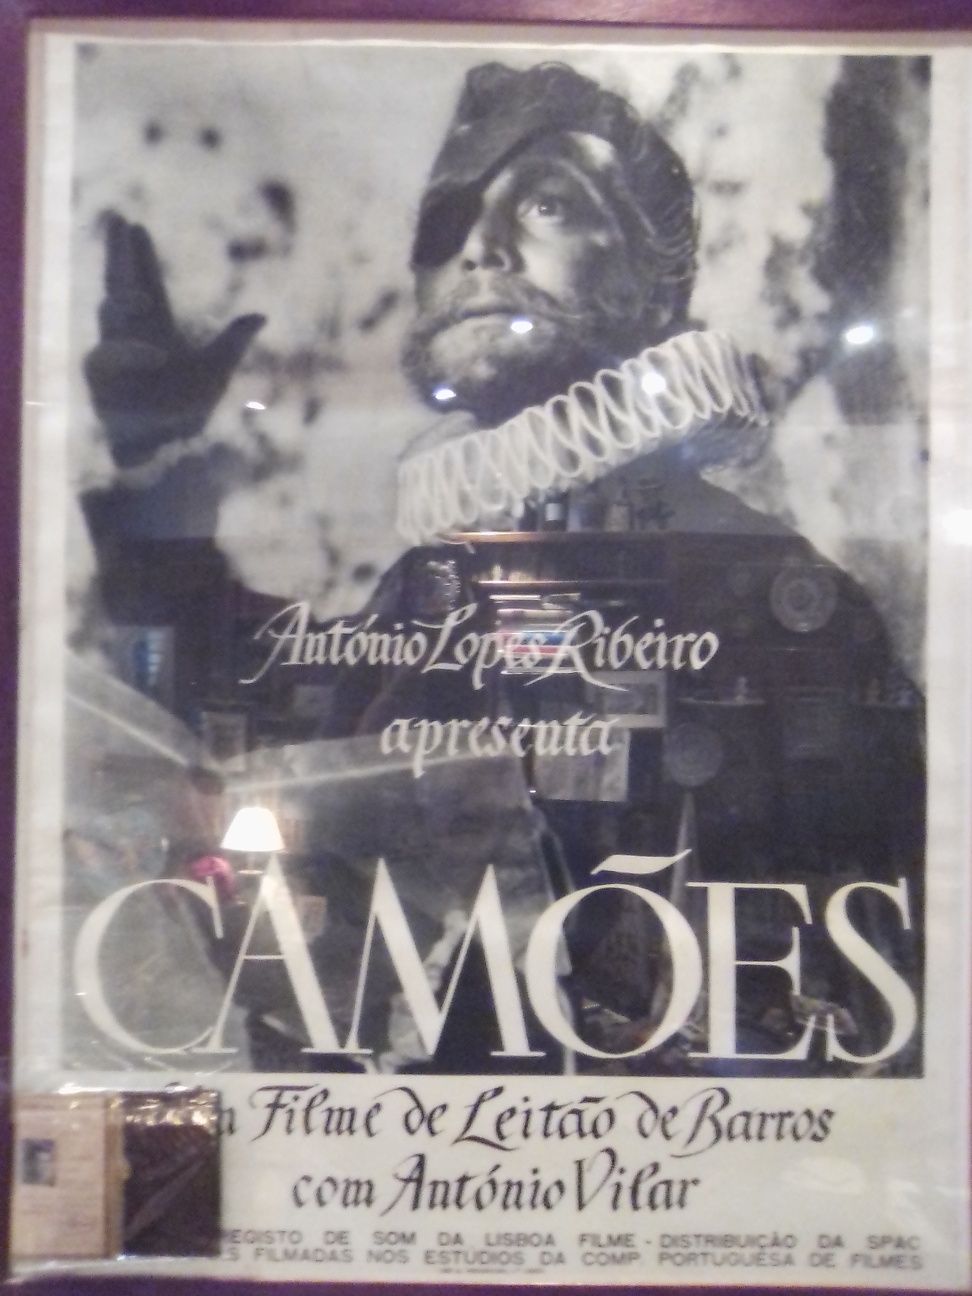 António Lopes Ribeiro
apresenta
CAMÕES
Filme de Leitão de Barros
com António Vilar
REGISTO DE SOM DA LISBOA FILME - DISTRIBUIÇÃO DA SPAC
FILMADAS NOS ESTUDIOS DA COMP. PORTUGUESA DE FILMES